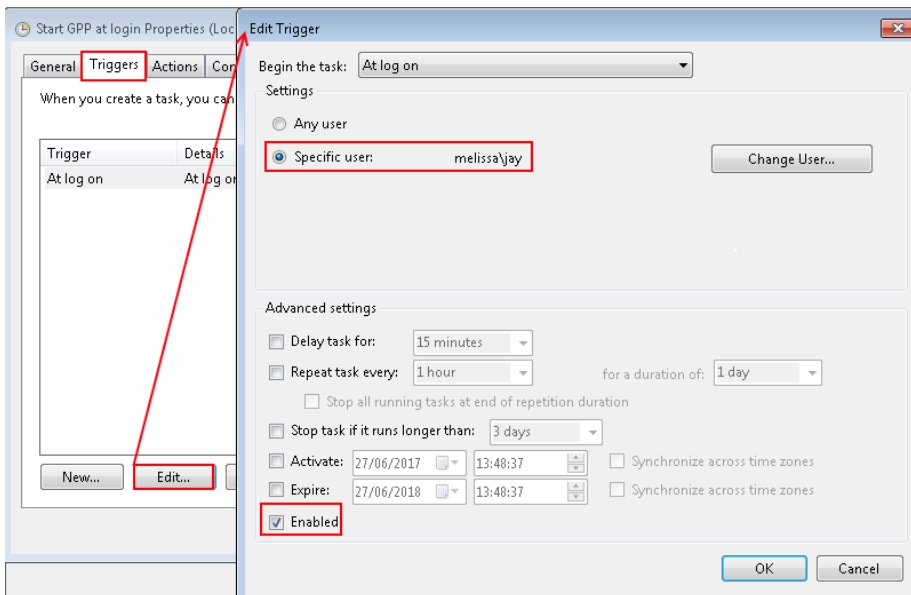 Start GPP at login Properties (Loc
General Triggers Actions Con
When you create a task, you can
Trigger Details
At log on At log on
New... Edit...
Edit Trigger
Begin the task: At log on
Settings
Any user
Specific user: melissa\jay Change User...
Advanced settings
Delay task for: 15 minutes
Repeat task every: 1 hour for a duration of: 1 day
Stop all running tasks at end of repetition duration
Stop task if it runs longer than: 3 days
Activate: 27/06/2017 13:48:37 Synchronize across time zones
Expire: 27/06/2018 13:48:37 Synchronize across time zones
Enabled
OK Cancel